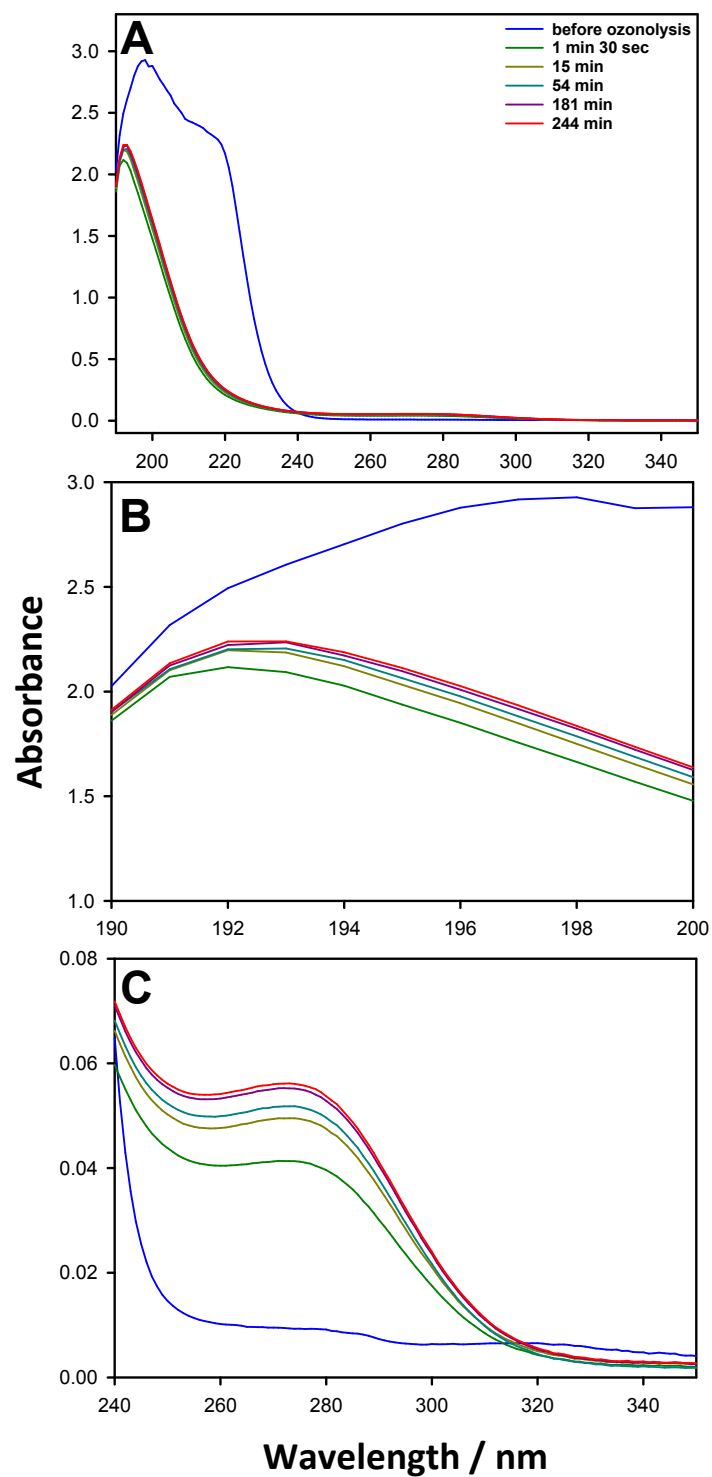 A
before ozonolysis
1 min 30 sec
15 min
54 min
181 min
244 min
3.0
2.5
2.0
1.5
1.0
0.5
0.0
200 220 240 260 280 300 320 340
B
3.0
2.5
2.0
1.5
1.0
190 192 194 196 198 200
Absorbance
C
0.08
0.06
0.04
0.02
0.00
240 260 280 300 320 340
Wavelength / nm